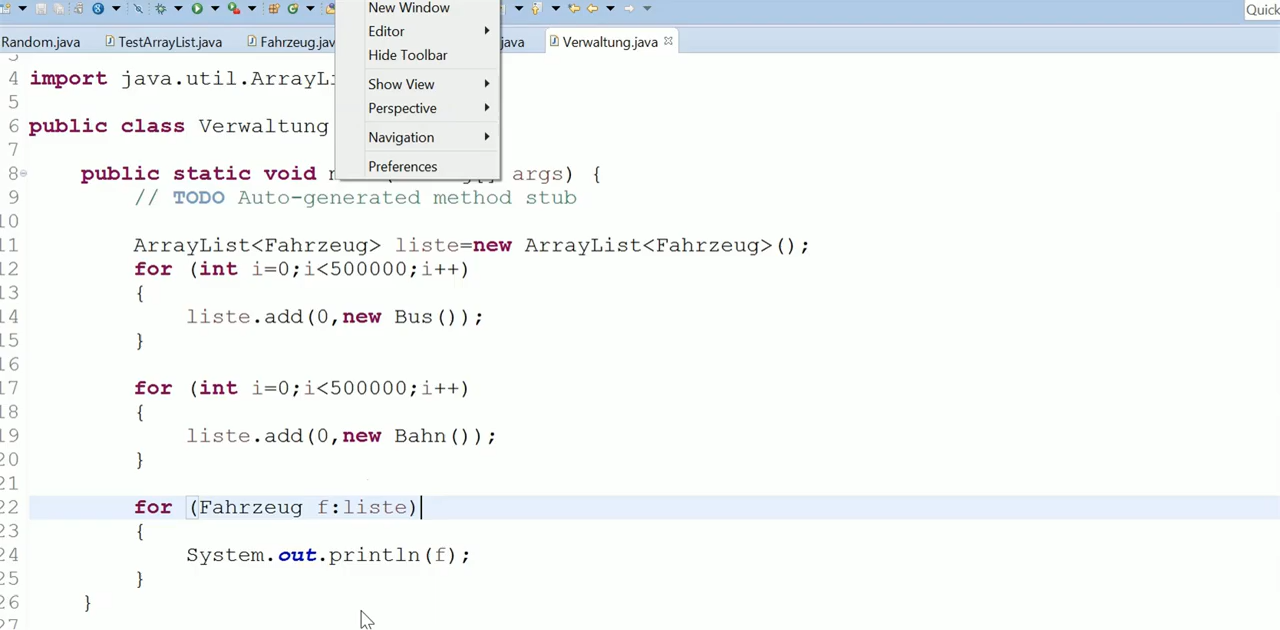 New Window
Quick
Editor
Random.java TestArrayList.java Fahrzeug.jav java Verwaltung.java
Hide Toolbar
4 import java.util.ArrayLi
Show View
5
Perspective
6 public class Verwaltung
7
Navigation
8 public static void args) {
Preferences
9 // TODO Auto-generated method stub
10
11 ArrayList<Fahrzeug> liste=new ArrayList<Fahrzeug>();
12 for (int i=0;i<500000;i++)
13 {
14 liste.add(0,new Bus());
15 }
16
17 for (int i=0;i<500000;i++)
18 {
19 liste.add(0,new Bahn());
20 }
21
22 for (Fahrzeug f:liste)
23 {
24 System.out.println(f);
25 }
26 }
27